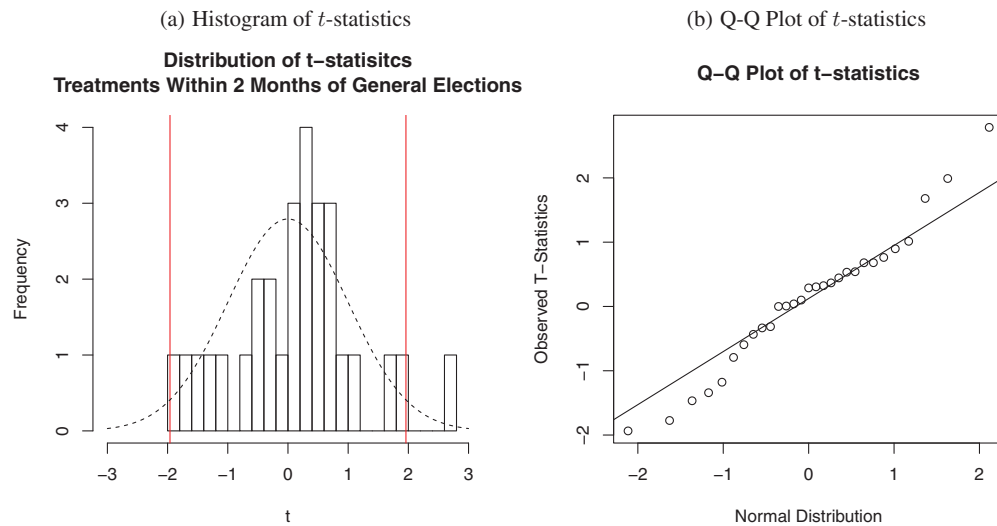 (a) Histogram of t-statistics
Distribution of t−statisitcs
Treatments Within 2 Months of General Elections
Frequency
4
3
2
1
0
−3
−2
−1
0
1
2
3
t
(b) Q-Q Plot of t-statistics
Q−Q Plot of t−statistics
Observed T−Statistics
2
1
0
−1
−2
−2
−1
0
1
2
Normal Distribution